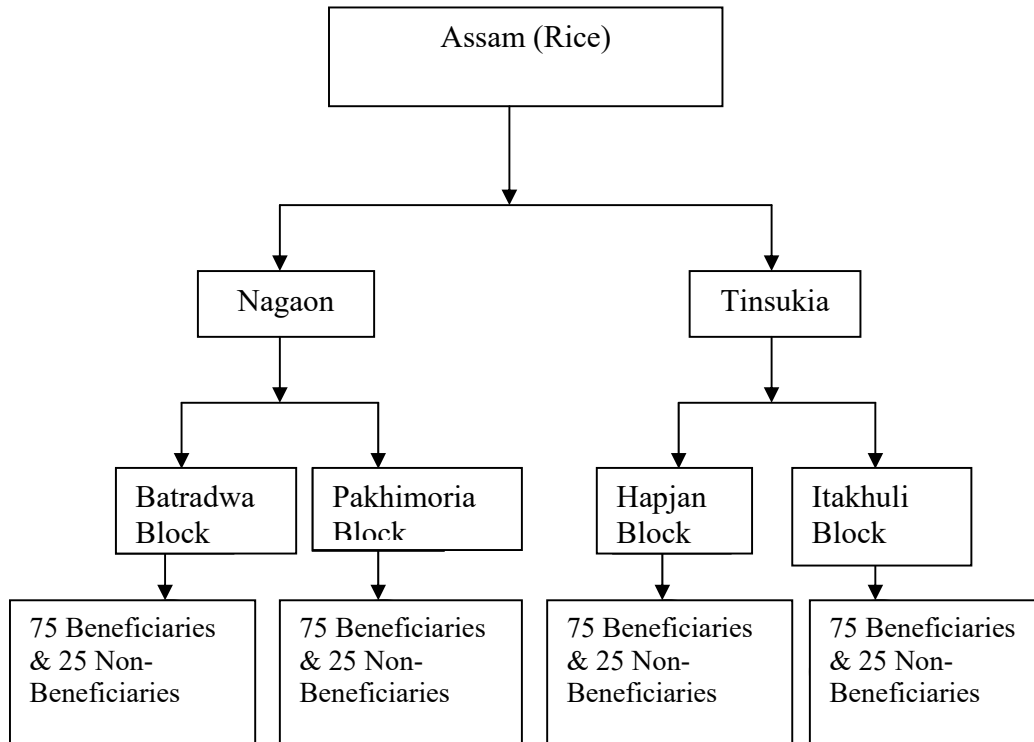 Assam (Rice)
Nagaon
Tinsukia
Batradwa
Block
Pakhimoria
Block
Hapjan
Block
Itakhuli
Block
75 Beneficiaries
& 25 Non-
Beneficiaries
75 Beneficiaries
& 25 Non-
Beneficiaries
75 Beneficiaries
& 25 Non-
Beneficiaries
75 Beneficiaries
& 25 Non-
Beneficiaries